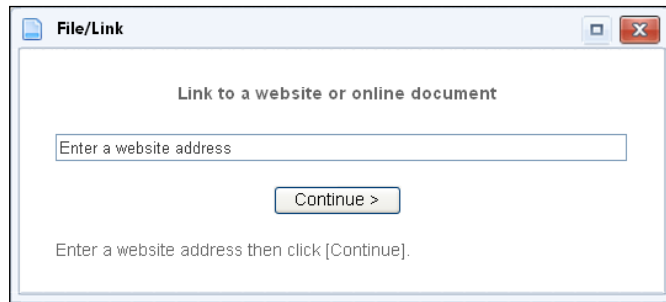 File/Link
Link to a website or online document
Enter a website address
Continue >
Enter a website address then click [Continue].